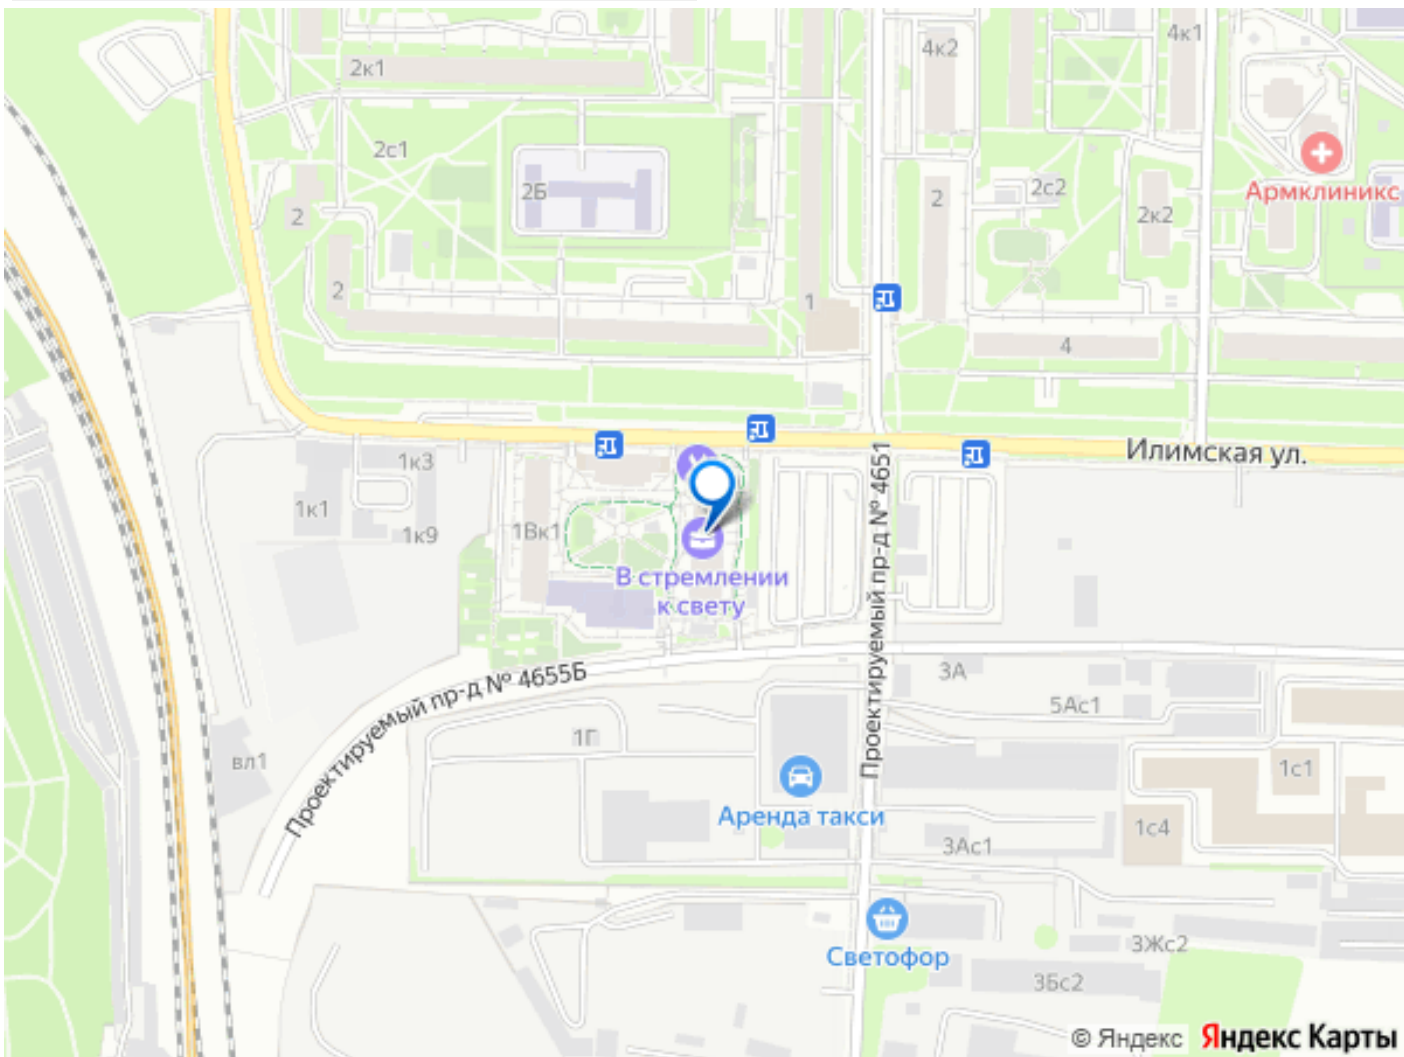 4к1
4к2
2к1
2с1
2Б
Армклиникс
2с2
2
2к2
2
2
1
4
Илимская ул.
1к3
1к1
1к9
1Вк1
Проектируемый пр-д № 4651
В стремлении
к свету
Проектируемый пр-д № 4655Б
3А
5Ас1
1Г
вл1
1с1
Аренда такси
1с4
3Ас1
Светофор
3Жс2
3Бс2
© Яндекс Яндекс Карты